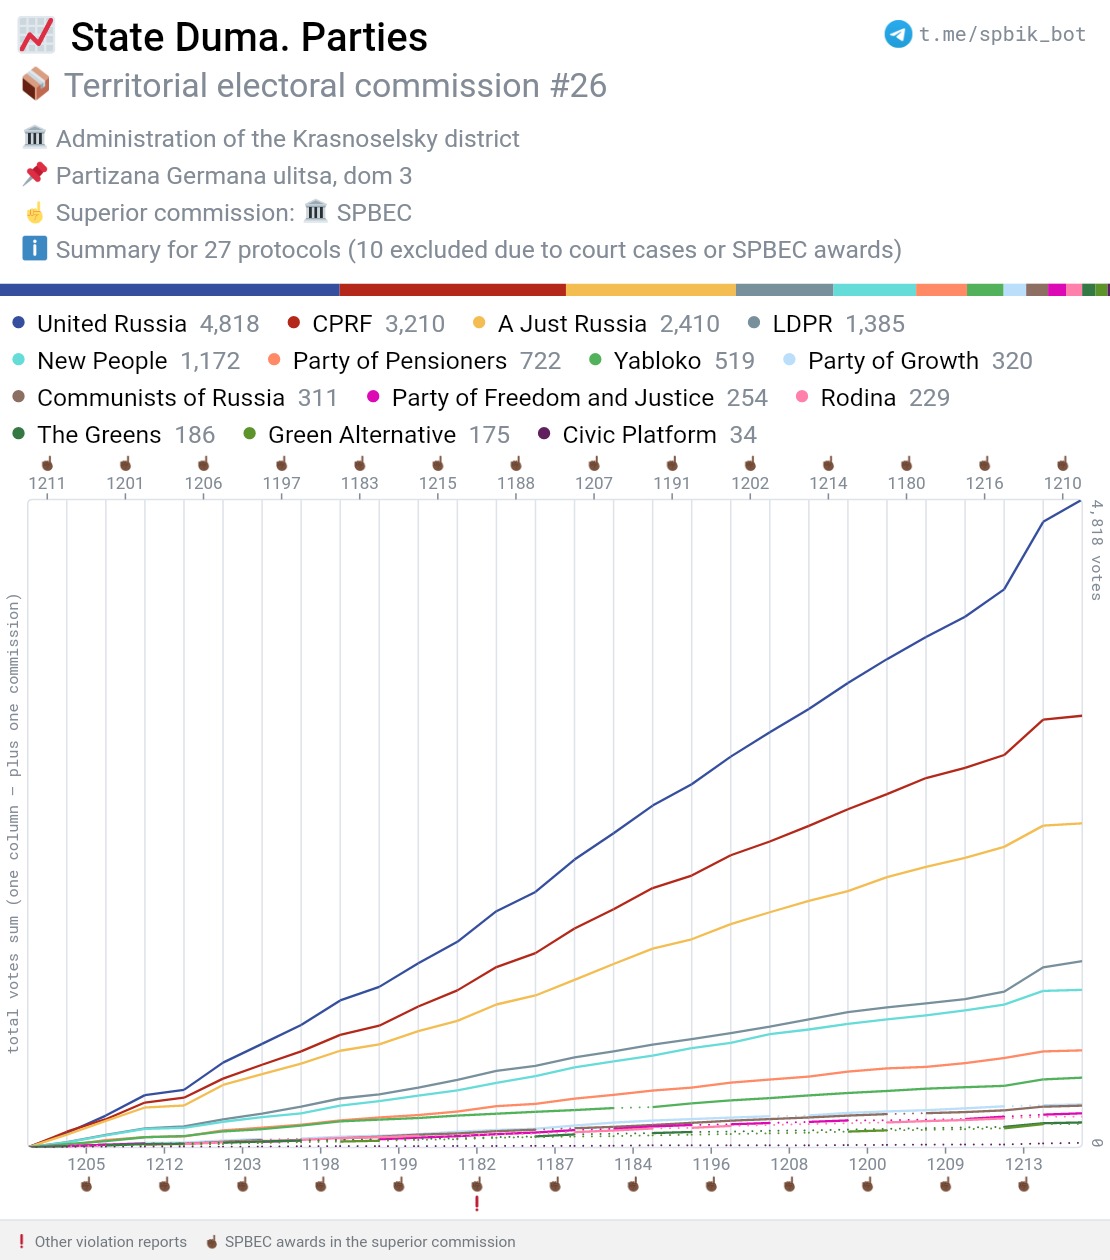 State Duma. Parties
t.me/spbik_bot
Territorial electoral commission #26
Administration of the Krasnoselsky district
Partizana Germana ulitsa, dom 3
Superior commission: SPBEC
Summary for 27 protocols (10 excluded due to court cases or SPBEC awards)
United Russia 4,818 CPRF 3,210 A Just Russia 2,410 LDPR 1,385
New People 1,172 Party of Pensioners 722 Yabloko 519 Party of Growth 320
Communists of Russia 311 Party of Freedom and Justice 254 Rodina 229
The Greens 186 Green Alternative 175 Civic Platform 34
1211 1201 1206 1197 1183 1215 1188 1207 1191 1202 1214 1180 1216 1210
4,818 votes
total votes sum (one column – plus one commission)
0
1205 1212 1203 1198 1199 1182 1187 1184 1196 1208 1200 1209 1213
Other violation reports SPBEC awards in the superior commission